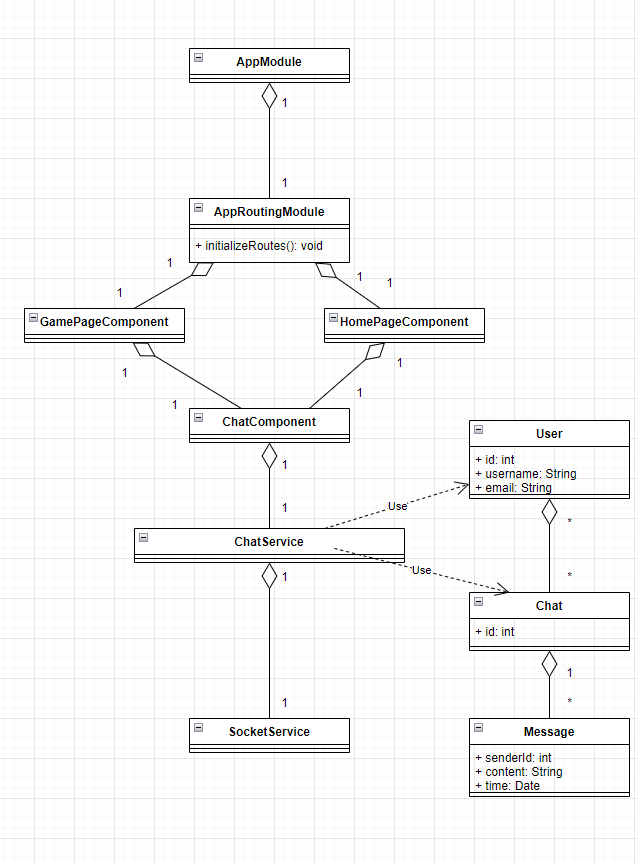 AppModule
1
1
AppRoutingModule
+ initializeRoutes(): void
1
1
1
1
GamePageComponent
HomePageComponent
1
1
1
1
ChatComponent
1
1
User
+ id: int
+ username: String
+ email: String
Use
*
*
ChatService
1
Use
Chat
+ id: int
1
*
1
SocketService
Message
+ senderId: int
+ content: String
+ time: Date